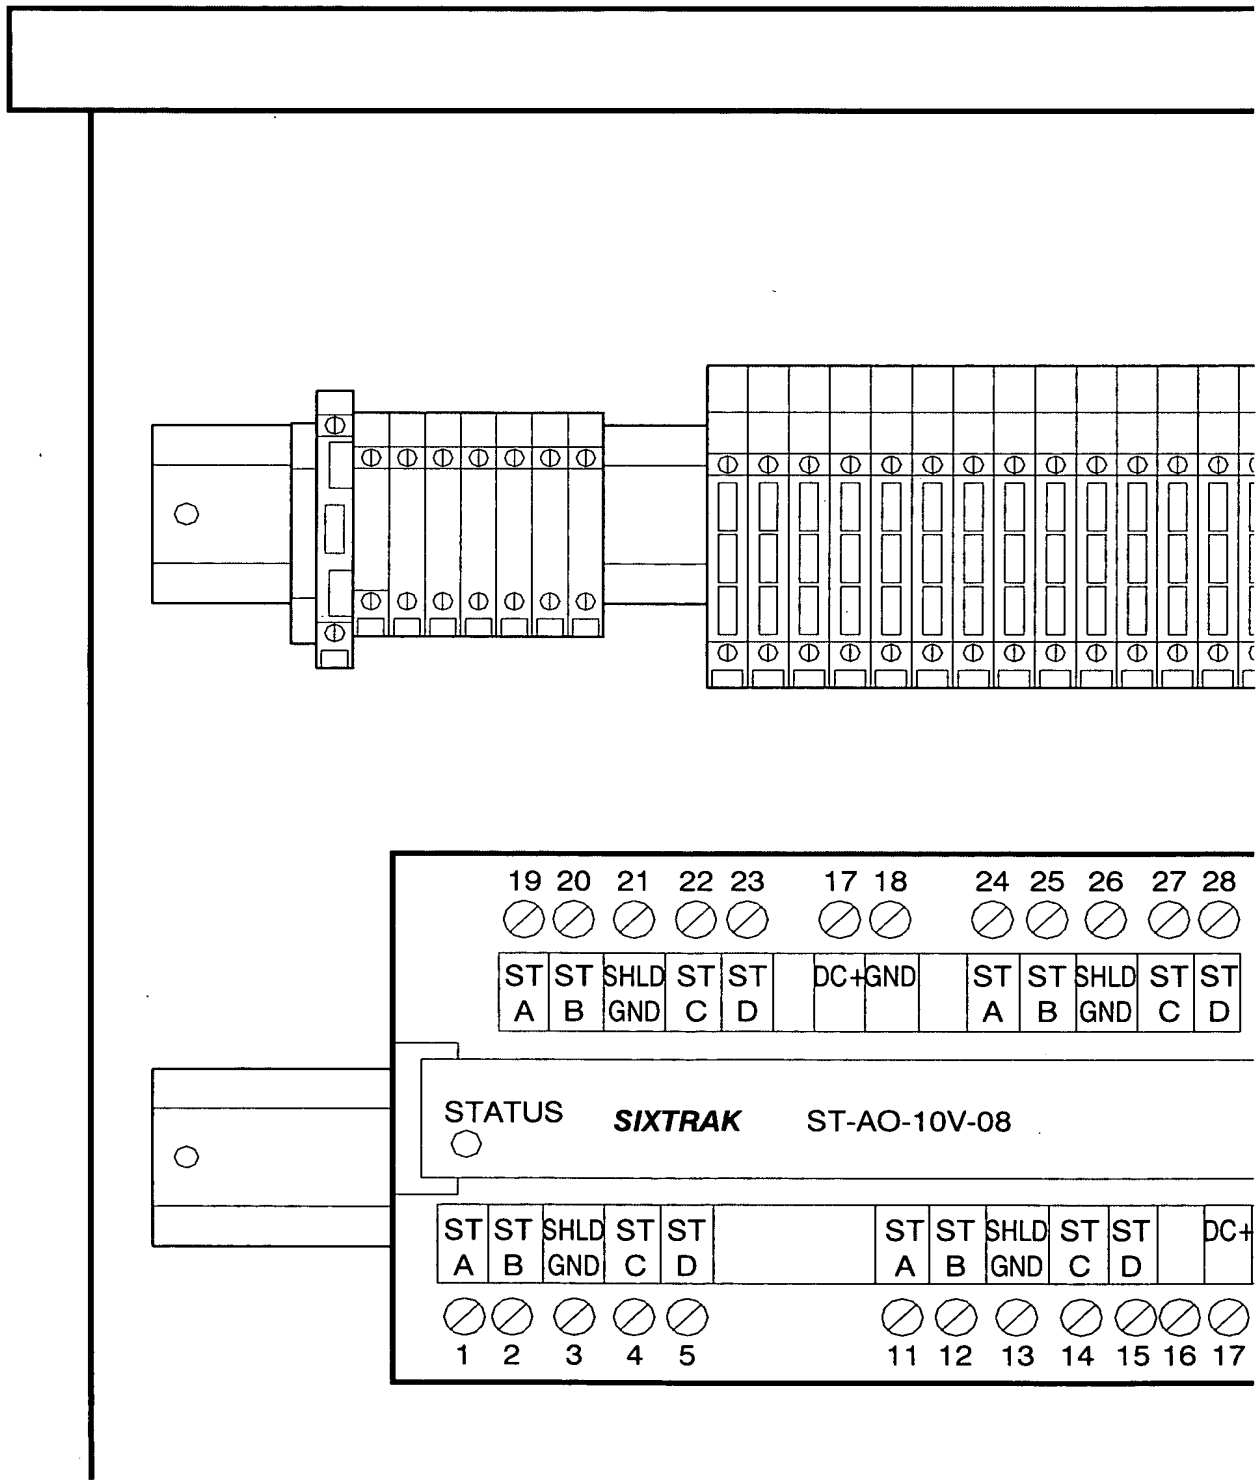 19 20 21 22 23 17 18 24 25 26 27 28
ST ST SHLD ST ST DC+ GND ST ST SHLD ST ST
A B GND C D A B GND C D
STATUS SIXTRAK ST-AO-10V-08
ST ST SHLD ST ST ST ST SHLD ST ST DC+
A B GND C D A B GND C D
1 2 3 4 5 11 12 13 14 15 16 17